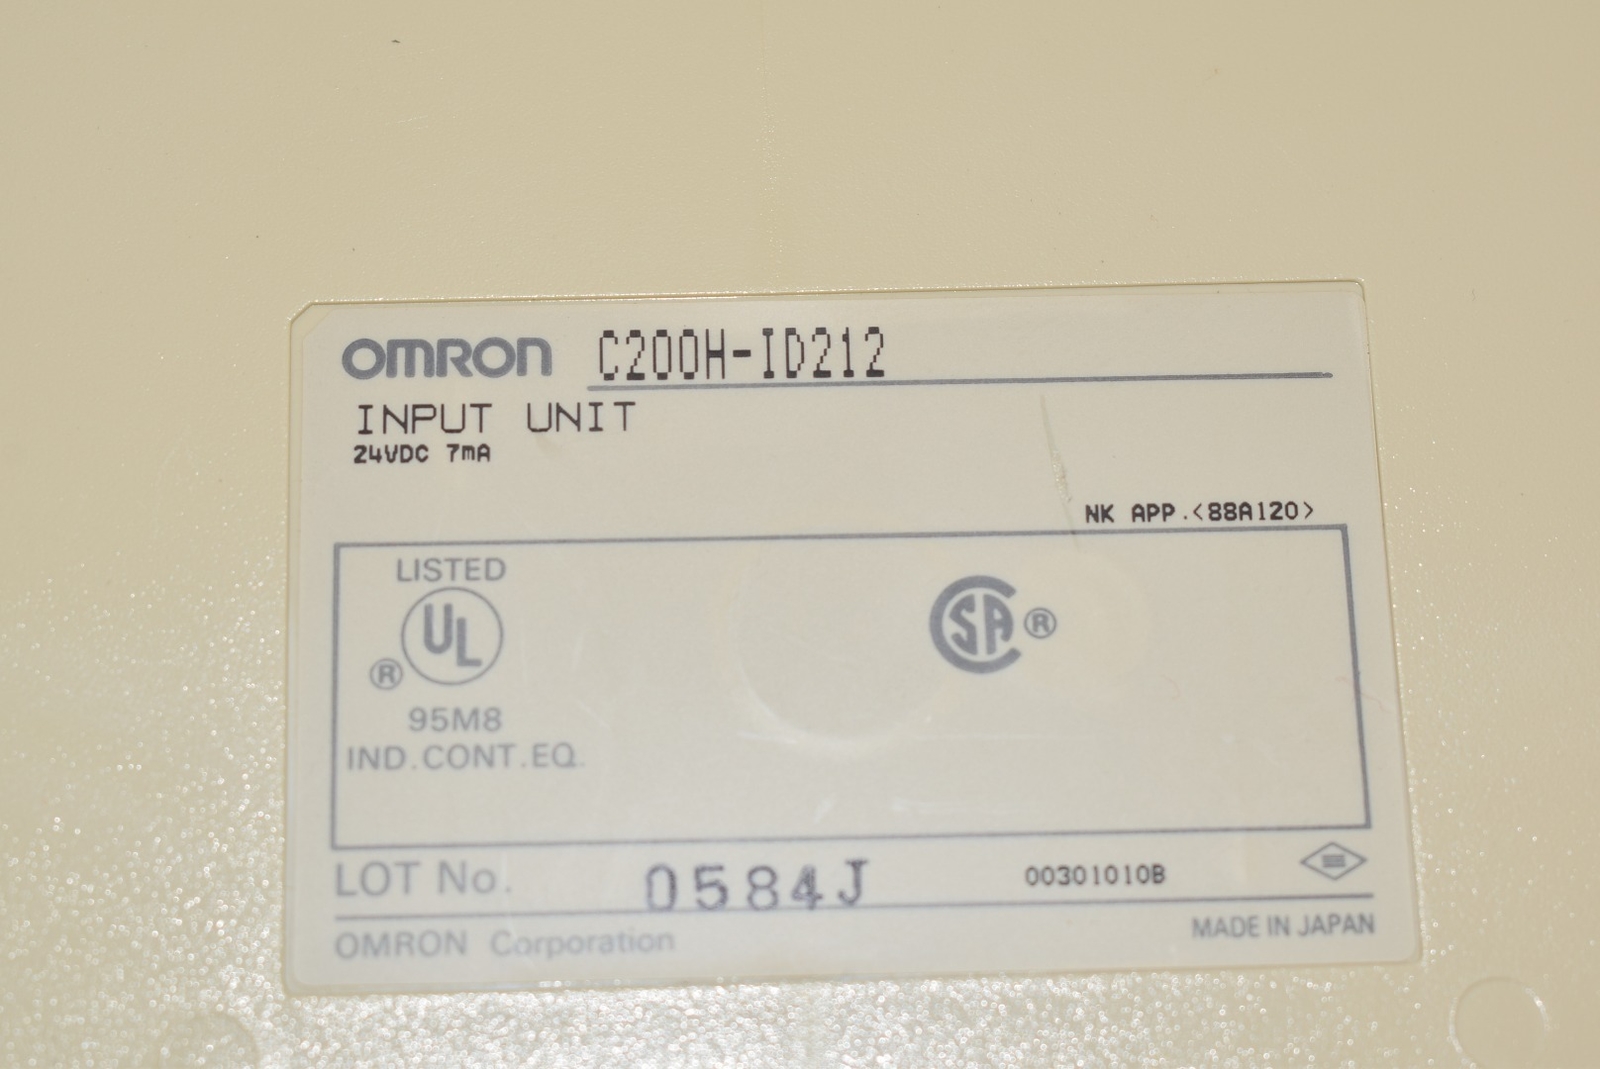 OMRON C200H-ID212
INPUT UNIT
24VDC 7mA
NK APP.<88A120>
LISTED
UL
®
CSA ®
95M8
IND.CONT.EQ.
LOT No. 0584J 00301010B
OMRON Corporation MADE IN JAPAN